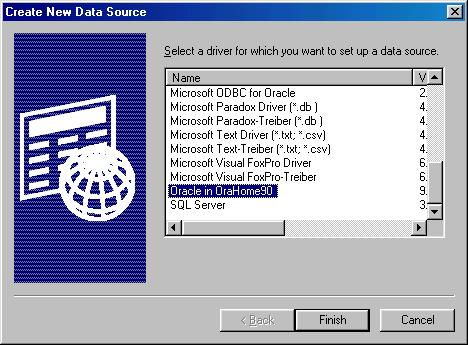 Create New Data Source
Select a driver for which you want to set up a data source.
Name V
Microsoft ODBC for Oracle 2.
Microsoft Paradox Driver (*.db ) 4.
Microsoft Paradox-Treiber (*.db ) 4.
Microsoft Text Driver (*.txt; *.csv) 4.
Microsoft Text-Treiber (*.txt; *.csv) 4.
Microsoft Visual FoxPro Driver 6.
Microsoft Visual FoxPro-Treiber 6.
Oracle in OraHome90 9.
SQL Server 3.
< Back Finish Cancel